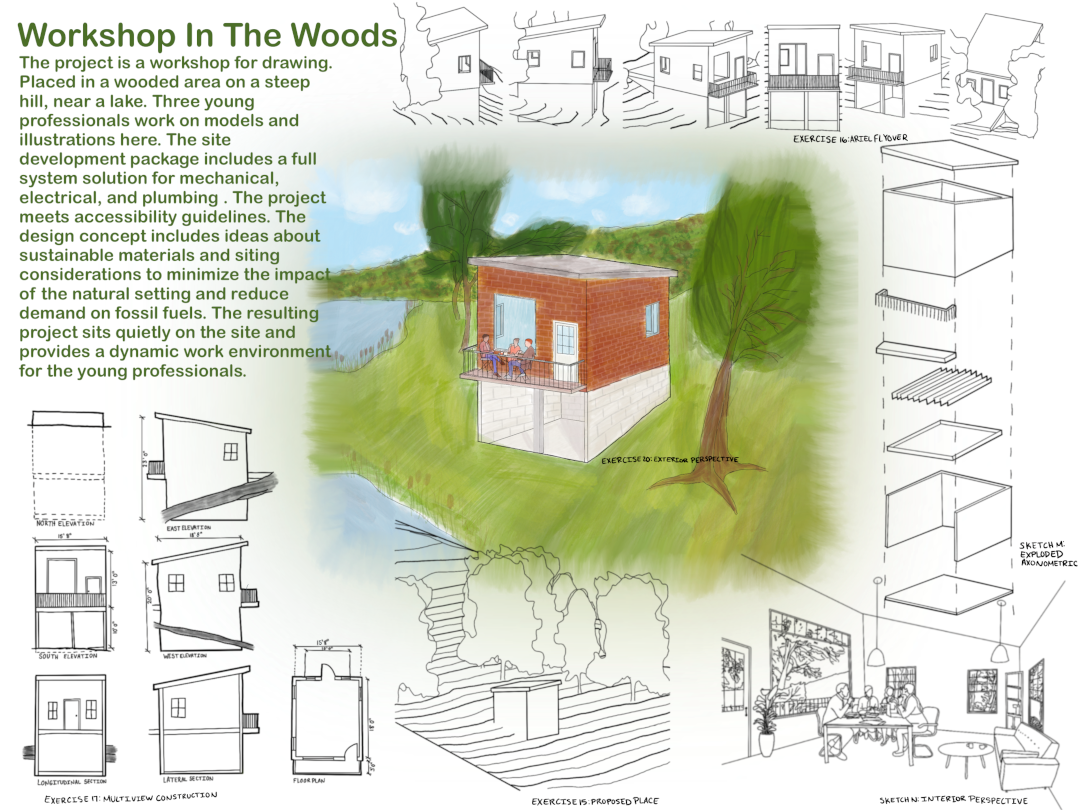 Workshop In The Woods
The project is a workshop for drawing.
Placed in a wooded area on a steep
hill, near a lake. Three young
professionals work on models and
illustrations here. The site
development package includes a full
system solution for mechanical,
electrical, and plumbing . The project
meets accessibility guidelines. The
design concept includes ideas about
sustainable materials and siting
considerations to minimize the impact
of the natural setting and reduce
demand on fossil fuels. The resulting
project sits quietly on the site and
provides a dynamic work environment
for the young professionals.
EXERCISE 16: ARIEL FLYOVER
EXERCISE 20: EXTERIOR PERSPECTIVE
SKETCH M:
EXPLODED
AXONOMETRIC
NORTH ELEVATION
EAST ELEVATION
15'8"
13'0"
10'0"
SOUTH ELEVATION
20'0"
WEST ELEVATION
LONGITUDINAL SECTION
LATERAL SECTION
15'8"
18'0"
FLOOR PLAN
EXERCISE 17: MULTIVIEW CONSTRUCTION
EXERCISE 15: PROPOSED PLACE
SKETCH N: INTERIOR PERSPECTIVE